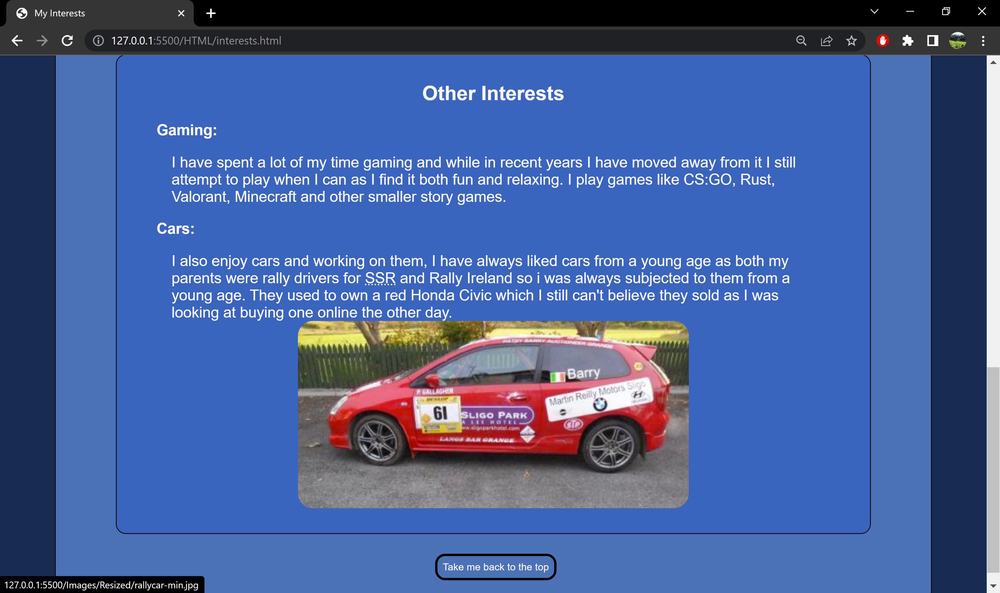 My Interests
127.0.0.1:5500/HTML/interests.html
Other Interests
Gaming:
I have spent a lot of my time gaming and while in recent years I have moved away from it I still
attempt to play when I can as I find it both fun and relaxing. I play games like CS:GO, Rust,
Valorant, Minecraft and other smaller story games.
Cars:
I also enjoy cars and working on them, I have always liked cars from a young age as both my
parents were rally drivers for SSR and Rally Ireland so i was always subjected to them from a
young age. They used to own a red Honda Civic which I still can't believe they sold as I was
looking at buying one online the other day.
PATSY BARRY AUCTIONEER GRANGE
Barry
P. GALLAGHER
Martin Reilly Motors Sligo
DUNLOP
61
SLIGO PARK
A LEE HOTEL
www.sligoparkhotel.com
STP
LANGS BAR GRANGE
Take me back to the top
127.0.0.1:5500/Images/Resized/rallycar-min.jpg